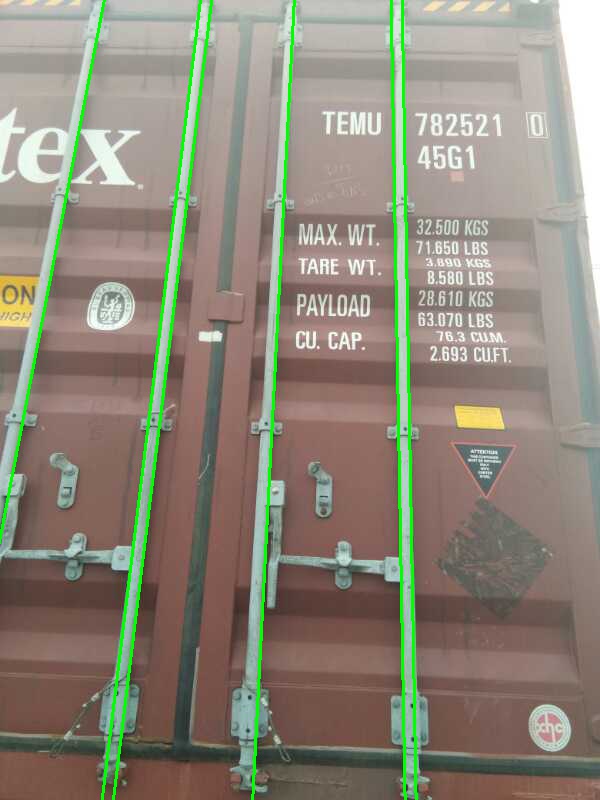 tex.
TEMU 782521 0
45G1
MAX. WT. 32.500 KGS
71.650 LBS
TARE WT. 3.890 KGS
8.580 LBS
PAYLOAD 28.610 KGS
63.070 LBS
CU. CAP. 76.3 CU.M.
2.693 CU.FT.
ON
HIGH
ATTENTION